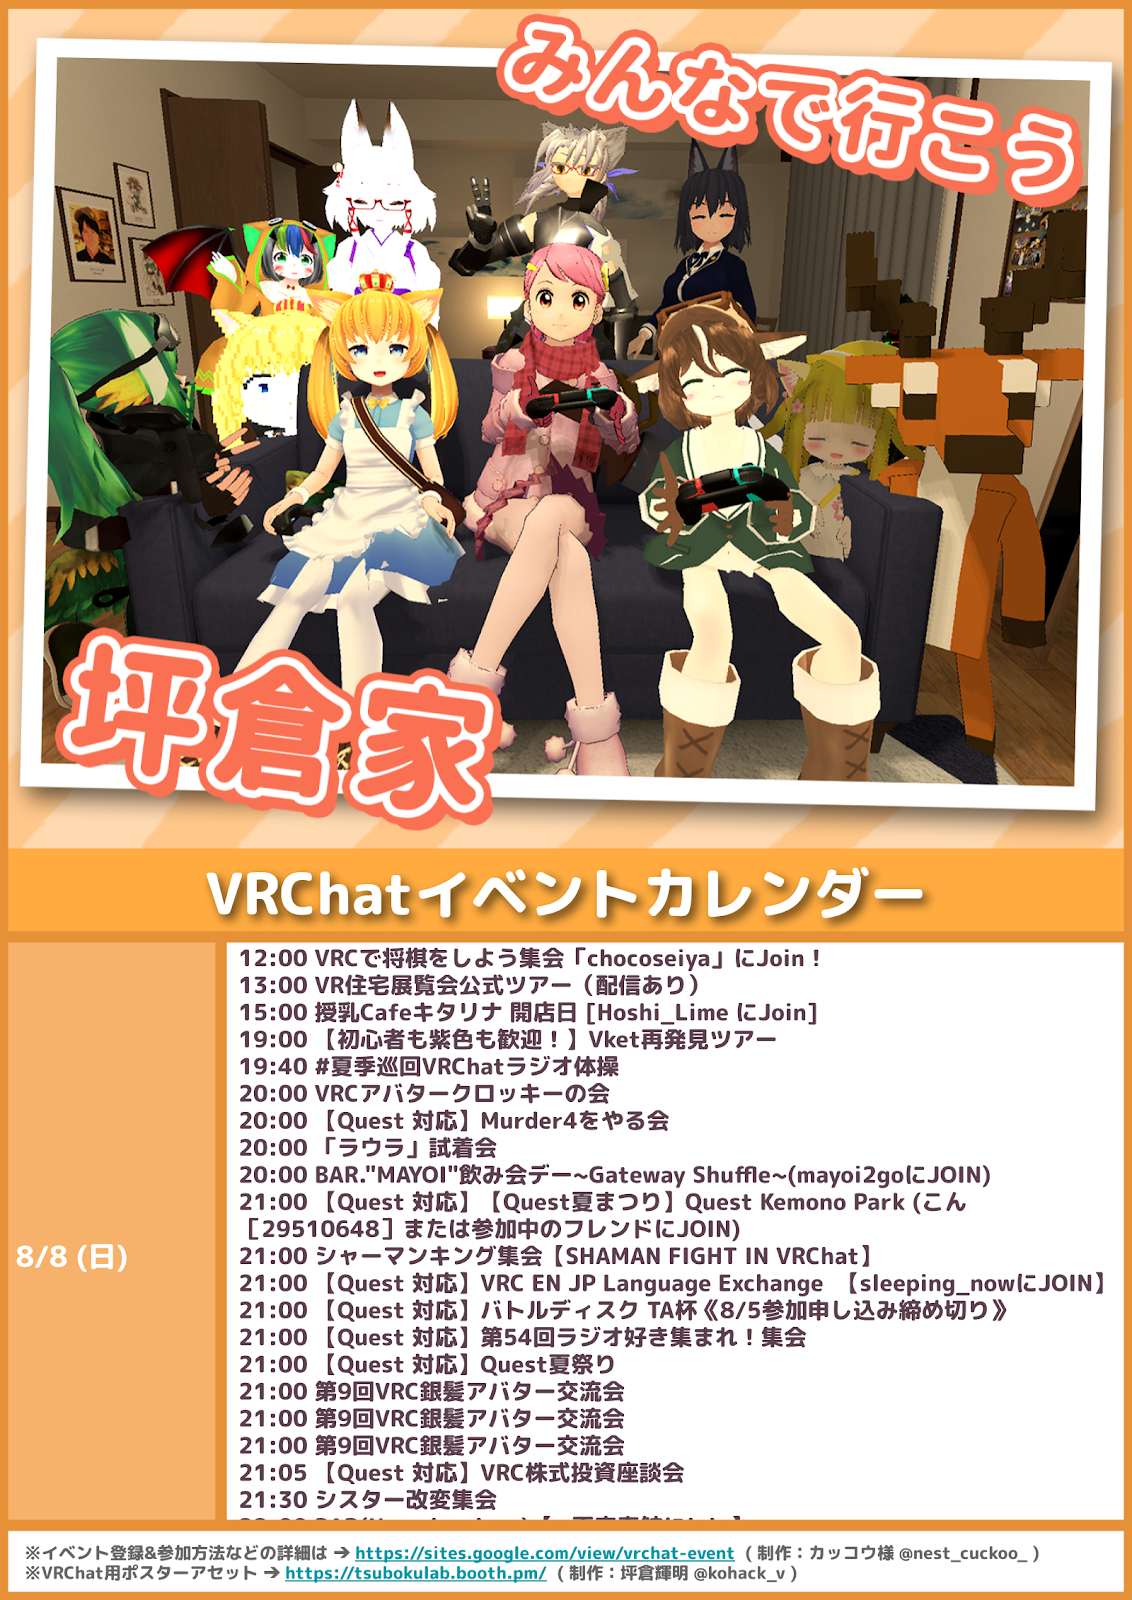 みんなで行こう
坪倉家
VRChatイベントカレンダー
8/8 (日)
12:00 VRCで将棋をしよう集会「chocoseiya」にJoin！
13:00 VR住宅展覧会公式ツアー（配信あり）
15:00 授乳Cafeキタリナ 開店日 [Hoshi_Lime にJoin]
19:00 【初心者も紫色も歓迎！】Vket再発見ツアー
19:40 #夏季巡回VRChatラジオ体操
20:00 VRCアバタークロッキーの会
20:00 【Quest 対応】Murder4をやる会
20:00 「ラウラ」試着会
20:00 BAR."MAYOI"飲み会デー~Gateway Shuffle~(mayoi2goにJOIN)
21:00 【Quest 対応】【Quest夏まつり】Quest Kemono Park (こん
［29510648］または参加中のフレンドにJOIN)
21:00 シャーマンキング集会【SHAMAN FIGHT IN VRChat】
21:00 【Quest 対応】VRC EN JP Language Exchange 【sleeping_nowにJOIN】
21:00 【Quest 対応】バトルディスク TA杯《8/5参加申し込み締め切り》
21:00 【Quest 対応】第54回ラジオ好き集まれ！集会
21:00 【Quest 対応】Quest夏祭り
21:00 第9回VRC銀髪アバター交流会
21:00 第9回VRC銀髪アバター交流会
21:00 第9回VRC銀髪アバター交流会
21:05 【Quest 対応】VRC株式投資座談会
21:30 シスター改変集会
※イベント登録&参加方法などの詳細は → https://sites.google.com/view/vrchat-event ( 制作：カッコウ様 @nest_cuckoo_ )
※VRChat用ポスターアセット → https://tsubokulab.booth.pm/ ( 制作：坪倉輝明 @kohack_v )